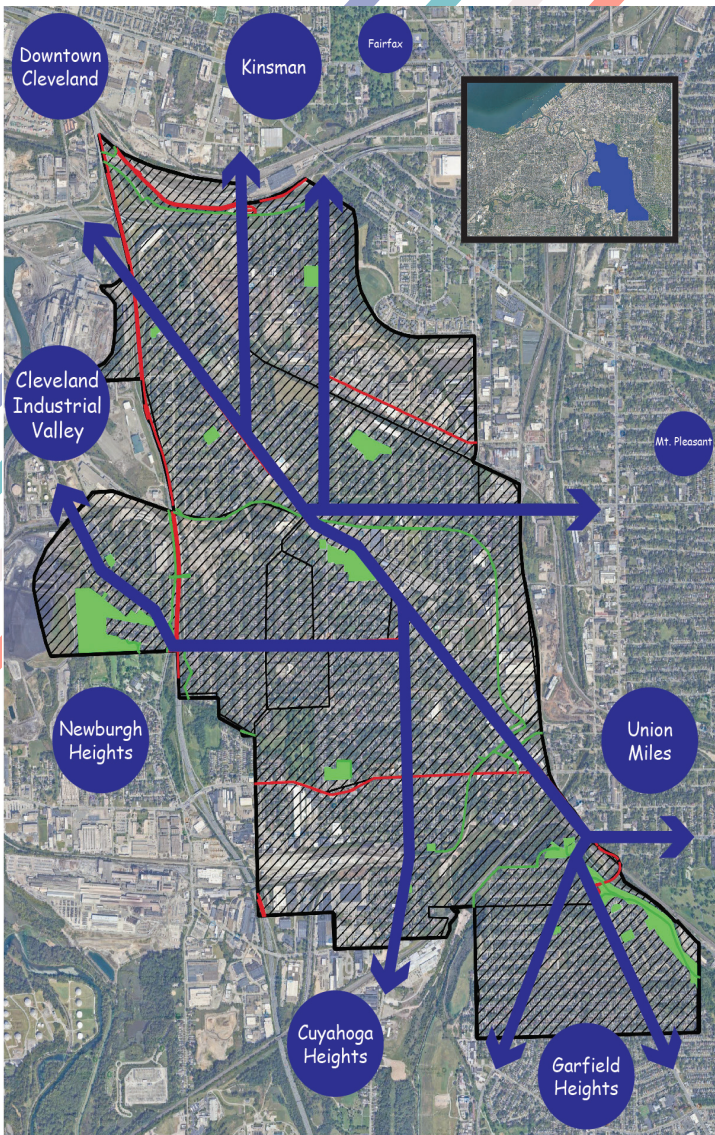 Downtown
Cleveland
Kinsman
Fairfax
Cleveland
Industrial
Valley
Mt. Pleasant
Newburgh
Heights
Union
Miles
Cuyahoga
Heights
Garfield
Heights